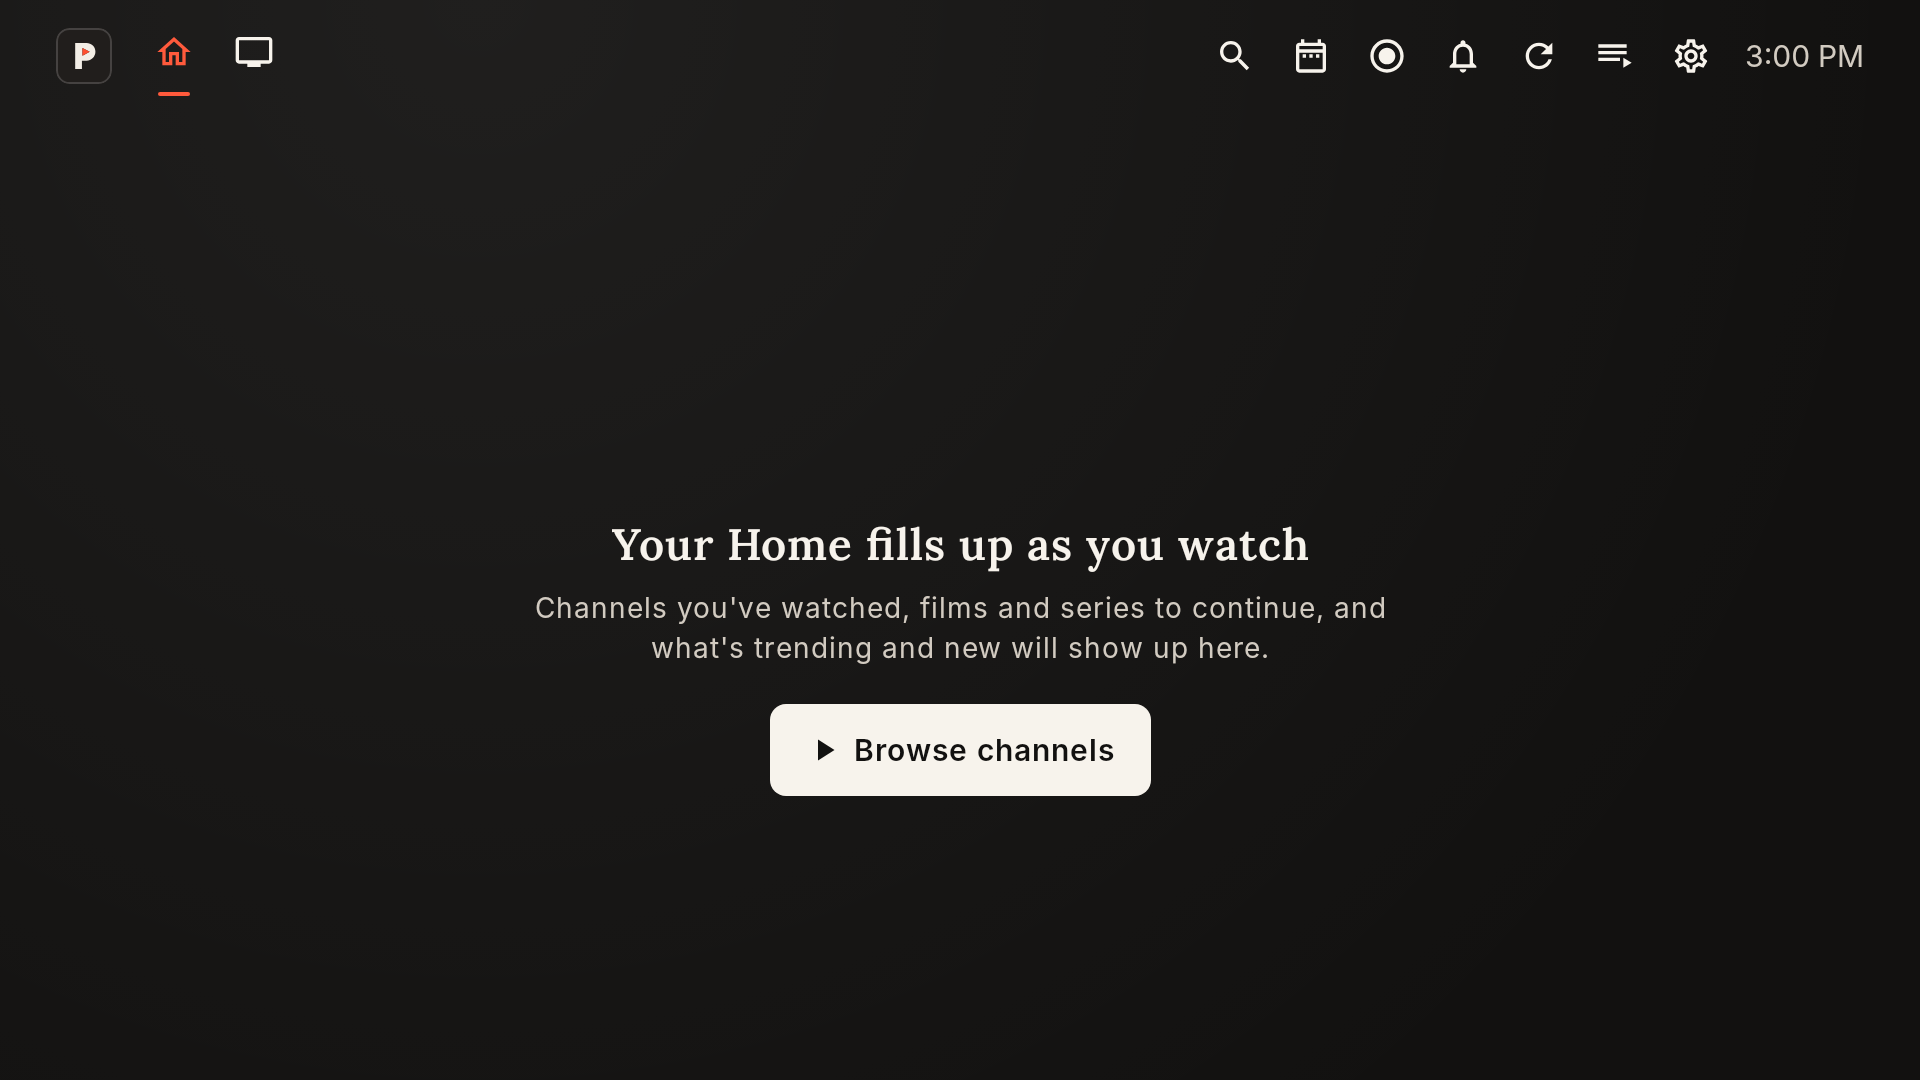 P
3:00 PM
Your Home fills up as you watch
Channels you've watched, films and series to continue, and
what's trending and new will show up here.
Browse channels